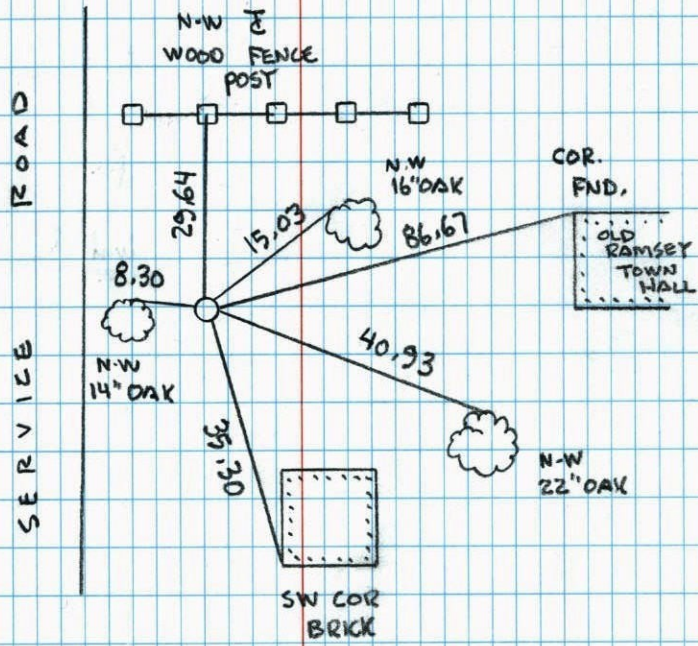 N-W ℄
WOOD FENCE
POST
SERVICE ROAD
29.64
N.W
16" OAK
15.03
86.67
COR.
FND.
OLD
RAMSEY
TOWN
HALL
8.30
N-W
14" OAK
40.93
N-W
22" OAK
35.30
SW COR
BRICK